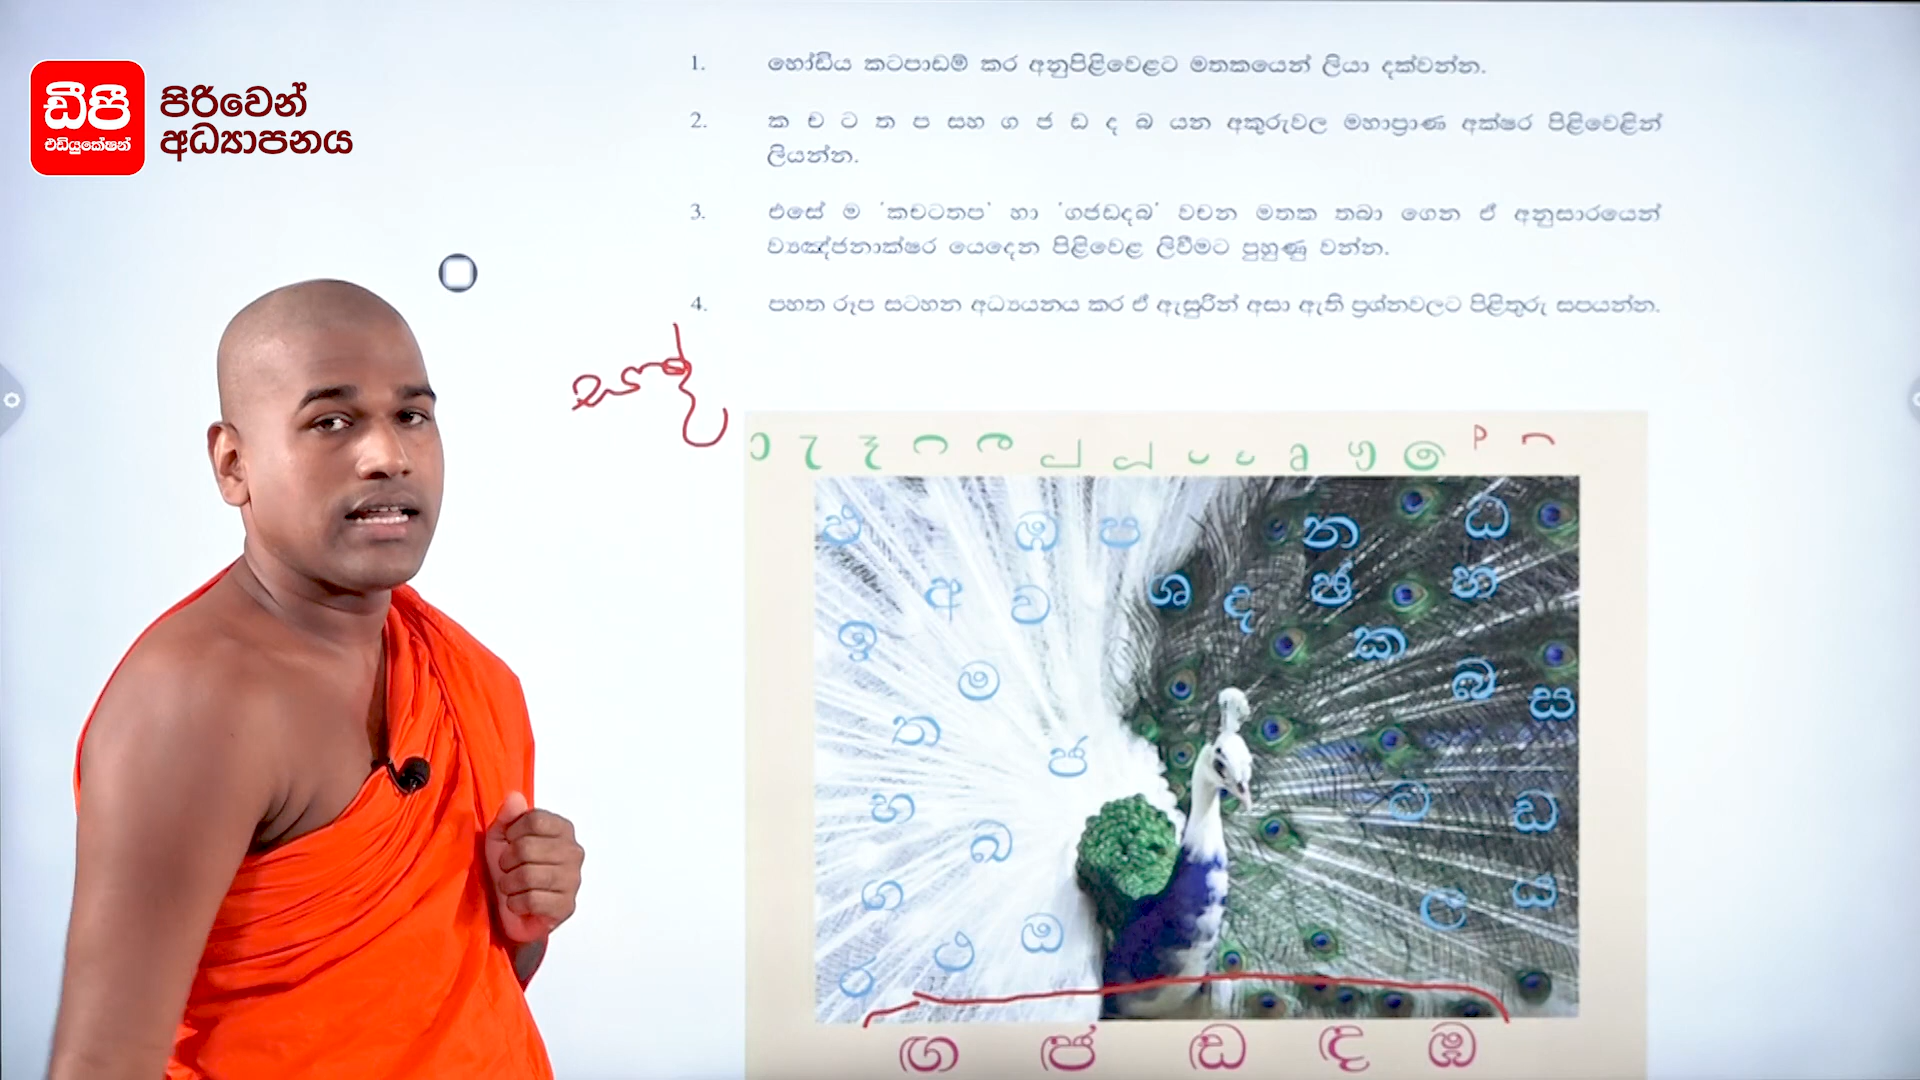 ඩීපී
එඩියුකේෂන්
පිරිවෙන්
අධ්‍යාපනය
1. හෝඩිය කටපාඩම් කර අනුපිළිවෙළට මතකයෙන් ලියා දක්වන්න.
2. ක ච ට ත ප සහ ග ජ ඩ ද බ යන අකුරුවල මහාප්‍රාණ අක්ෂර පිළිවෙළින්
ලියන්න.
3. එසේ ම 'කචටතප' හා 'ගජඩදබ' වචන මතක තබා ගෙන ඒ අනුසාරයෙන්
ව්‍යඤ්ජනාක්ෂර යෙදෙන පිළිවෙළ ලිවීමට පුහුණු වන්න.
4. පහත රූප සටහන අධ්‍යයනය කර ඒ ඇසුරින් අසා ඇති ප්‍රශ්නවලට පිළිතුරු සපයන්න.
ඵ ඹ ප න ධ
අ ව ශ ද ඡ හ
ඉ ක
ම බ ස
ත ජ
භ ට ඩ
ඛ
ග ල ය
ර ථ ඔ
ඟ ඦ ඬ ඳ ඹ